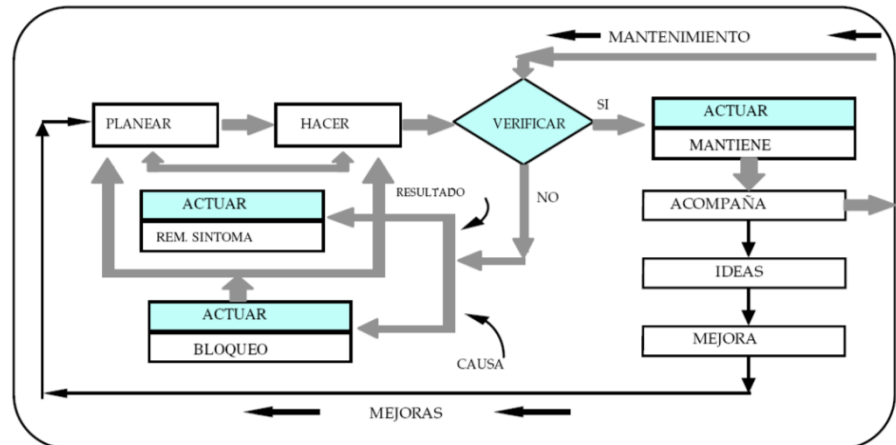 MANTENIMIENTO
PLANEAR
HACER
VERIFICAR
SI
ACTUAR
MANTIENE
RESULTADO
NO
ACTUAR
REM. SINTOMA
ACOMPAÑA
IDEAS
ACTUAR
BLOQUEO
CAUSA
MEJORA
MEJORAS